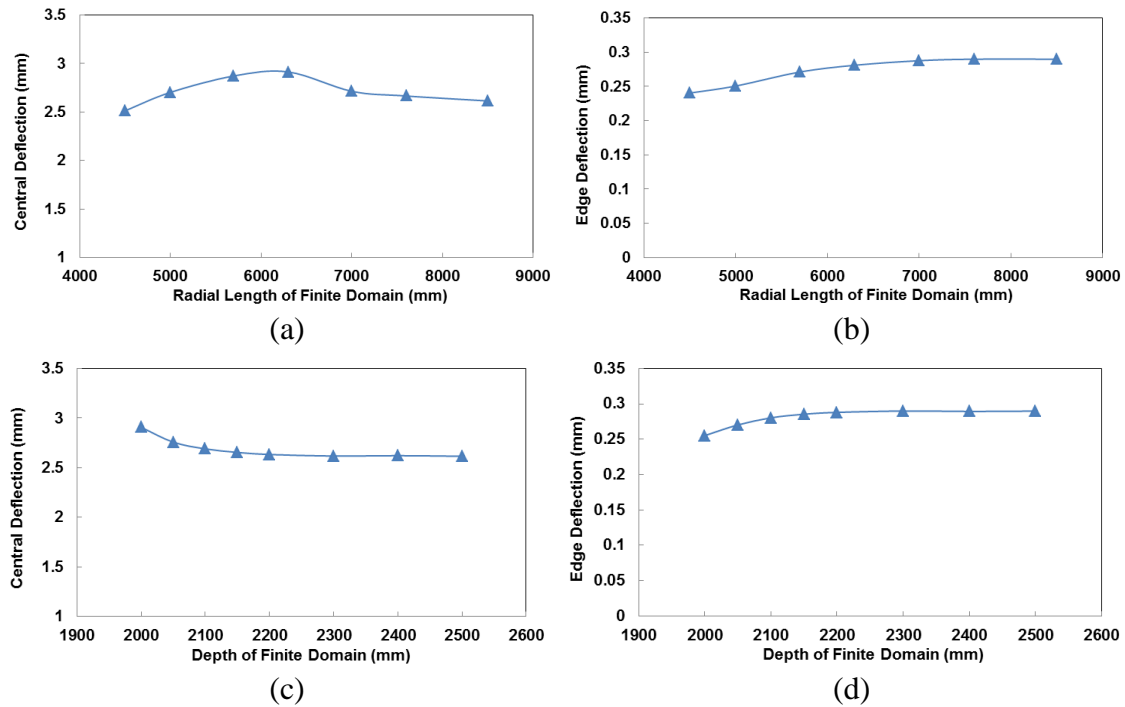 Central Deflection (mm)
3.5
3
2.5
2
1.5
1
4000 5000 6000 7000 8000 9000
Radial Length of Finite Domain (mm)
(a)
Edge Deflection (mm)
0.35
0.3
0.25
0.2
0.15
0.1
0.05
0
4000 5000 6000 7000 8000 9000
Radial Length of Finite Domain (mm)
(b)
Central Deflection (mm)
3.5
3
2.5
2
1.5
1
1900 2000 2100 2200 2300 2400 2500 2600
Depth of Finite Domain (mm)
(c)
Edge Deflection (mm)
0.35
0.3
0.25
0.2
0.15
0.1
0.05
0
1900 2000 2100 2200 2300 2400 2500 2600
Depth of Finite Domain (mm)
(d)